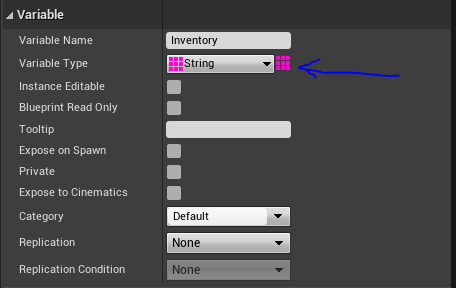 Variable
Variable Name Inventory
Variable Type String
Instance Editable
Blueprint Read Only
Tooltip
Expose on Spawn
Private
Expose to Cinematics
Category Default
Replication None
Replication Condition None